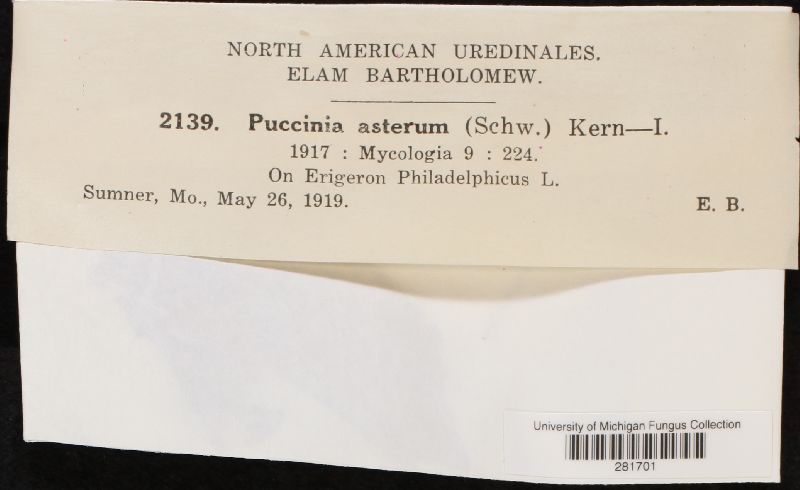 NORTH AMERICAN UREDINALES.
ELAM BARTHOLOMEW.
2139. Puccinia asterum (Schw.) Kern—I.
1917 : Mycologia 9 : 224.
On Erigeron Philadelphicus L.
Sumner, Mo., May 26, 1919. E. B.
University of Michigan Fungus Collection
281701